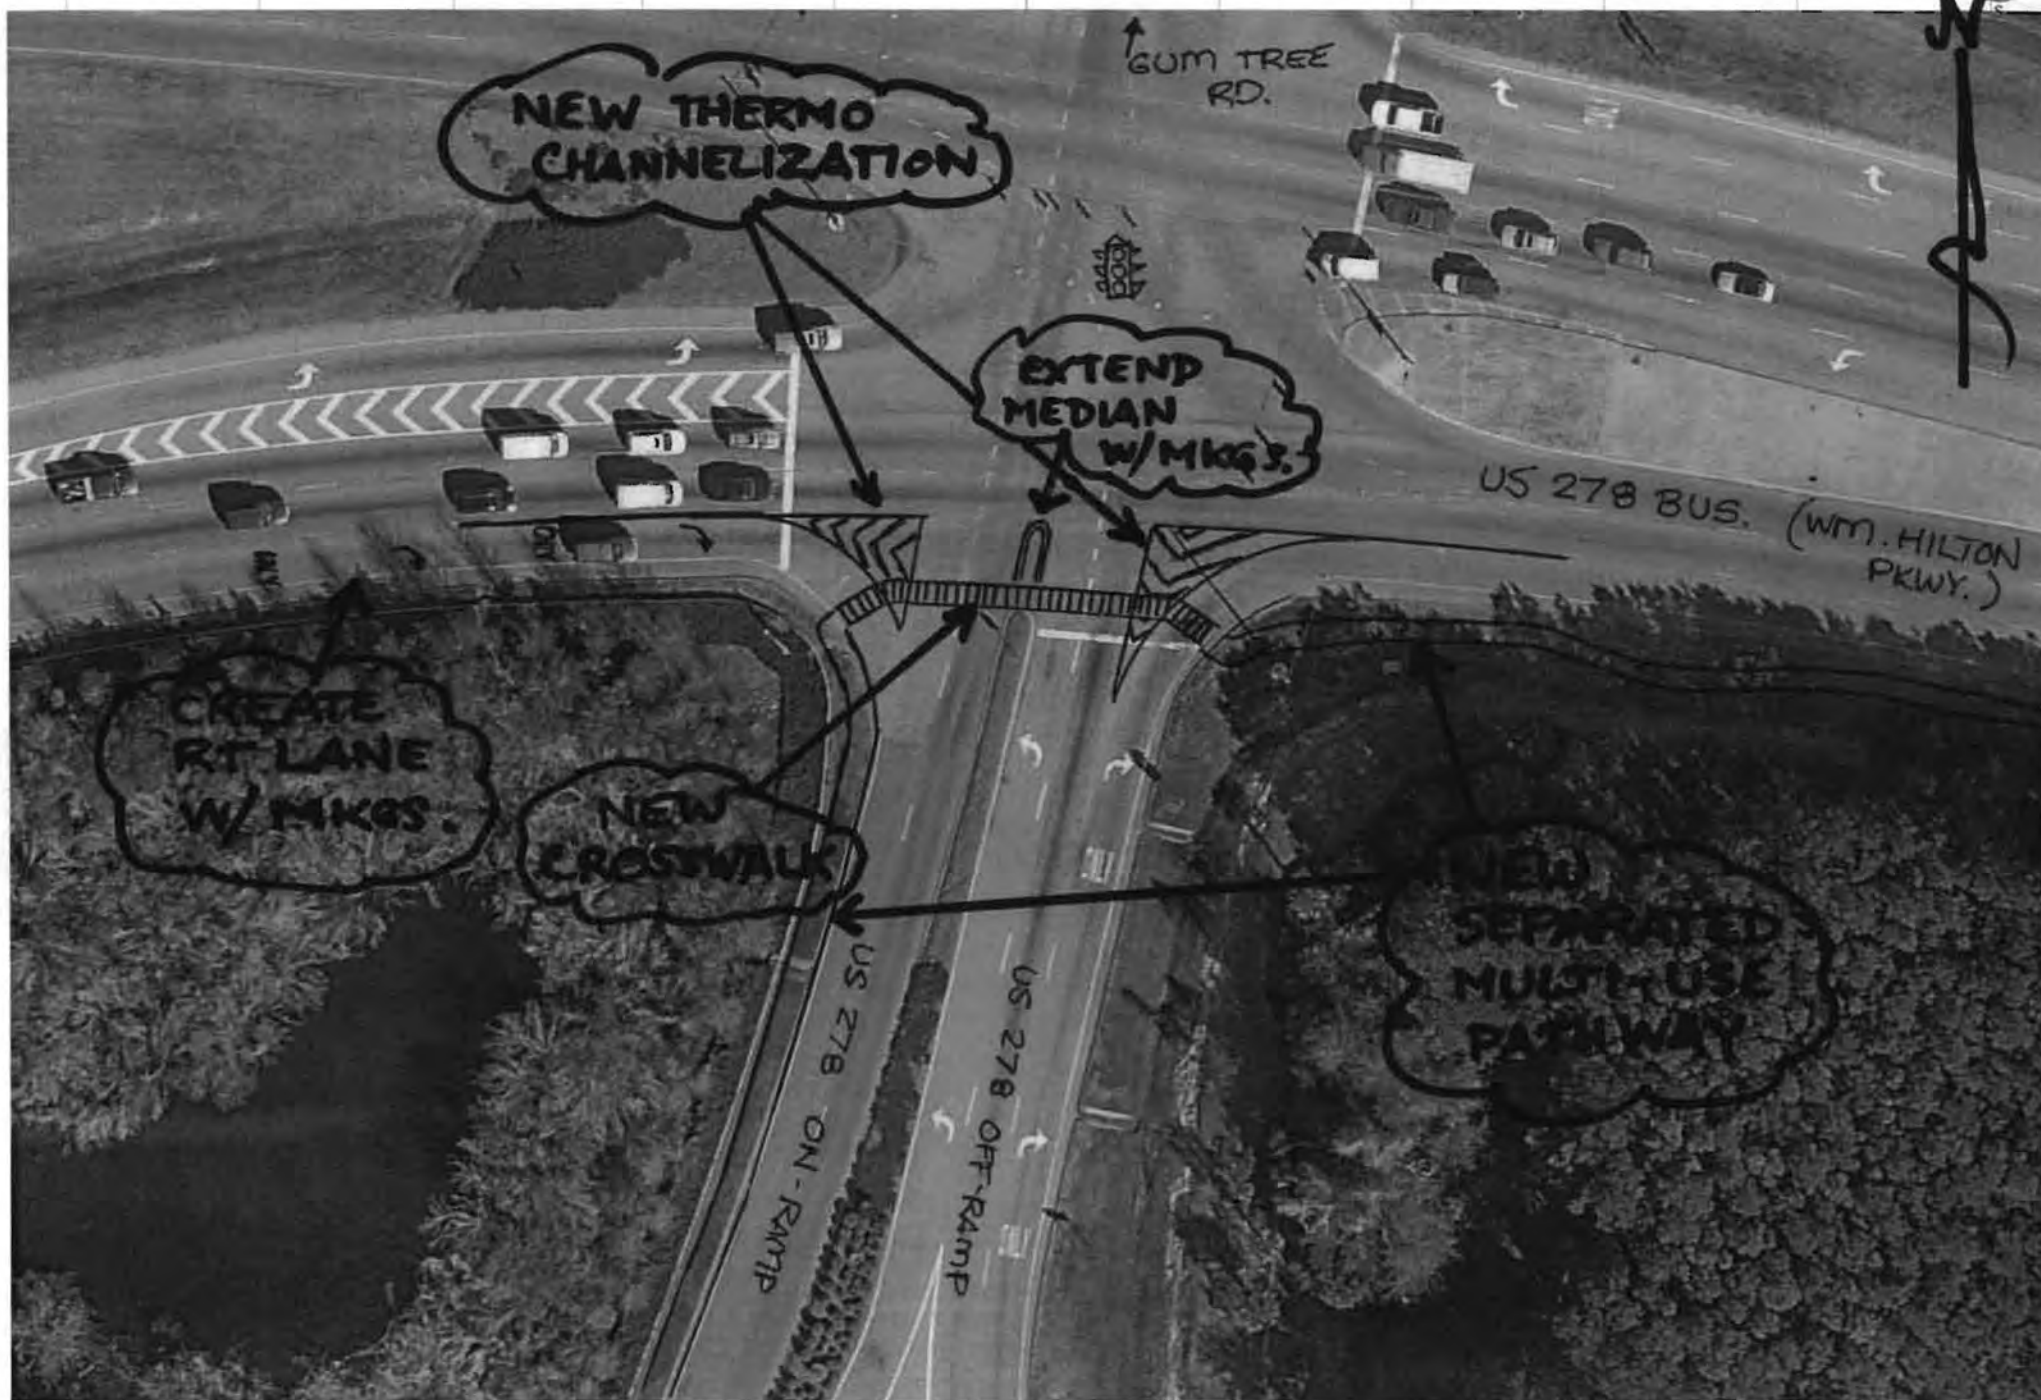 N
GUM TREE
RD.
NEW THERMO
CHANNELIZATION
EXTEND
MEDIAN
W/MKGS.
US 278 BUS. (WM. HILTON
PKWY.)
CREATE
RT LANE
W/ MKGS.
NEW
CROSSWALK
NEW
SEPARATED
MULTI-USE
PATHWAY
US 278 ON-RAMP
US 278 OFF-RAMP